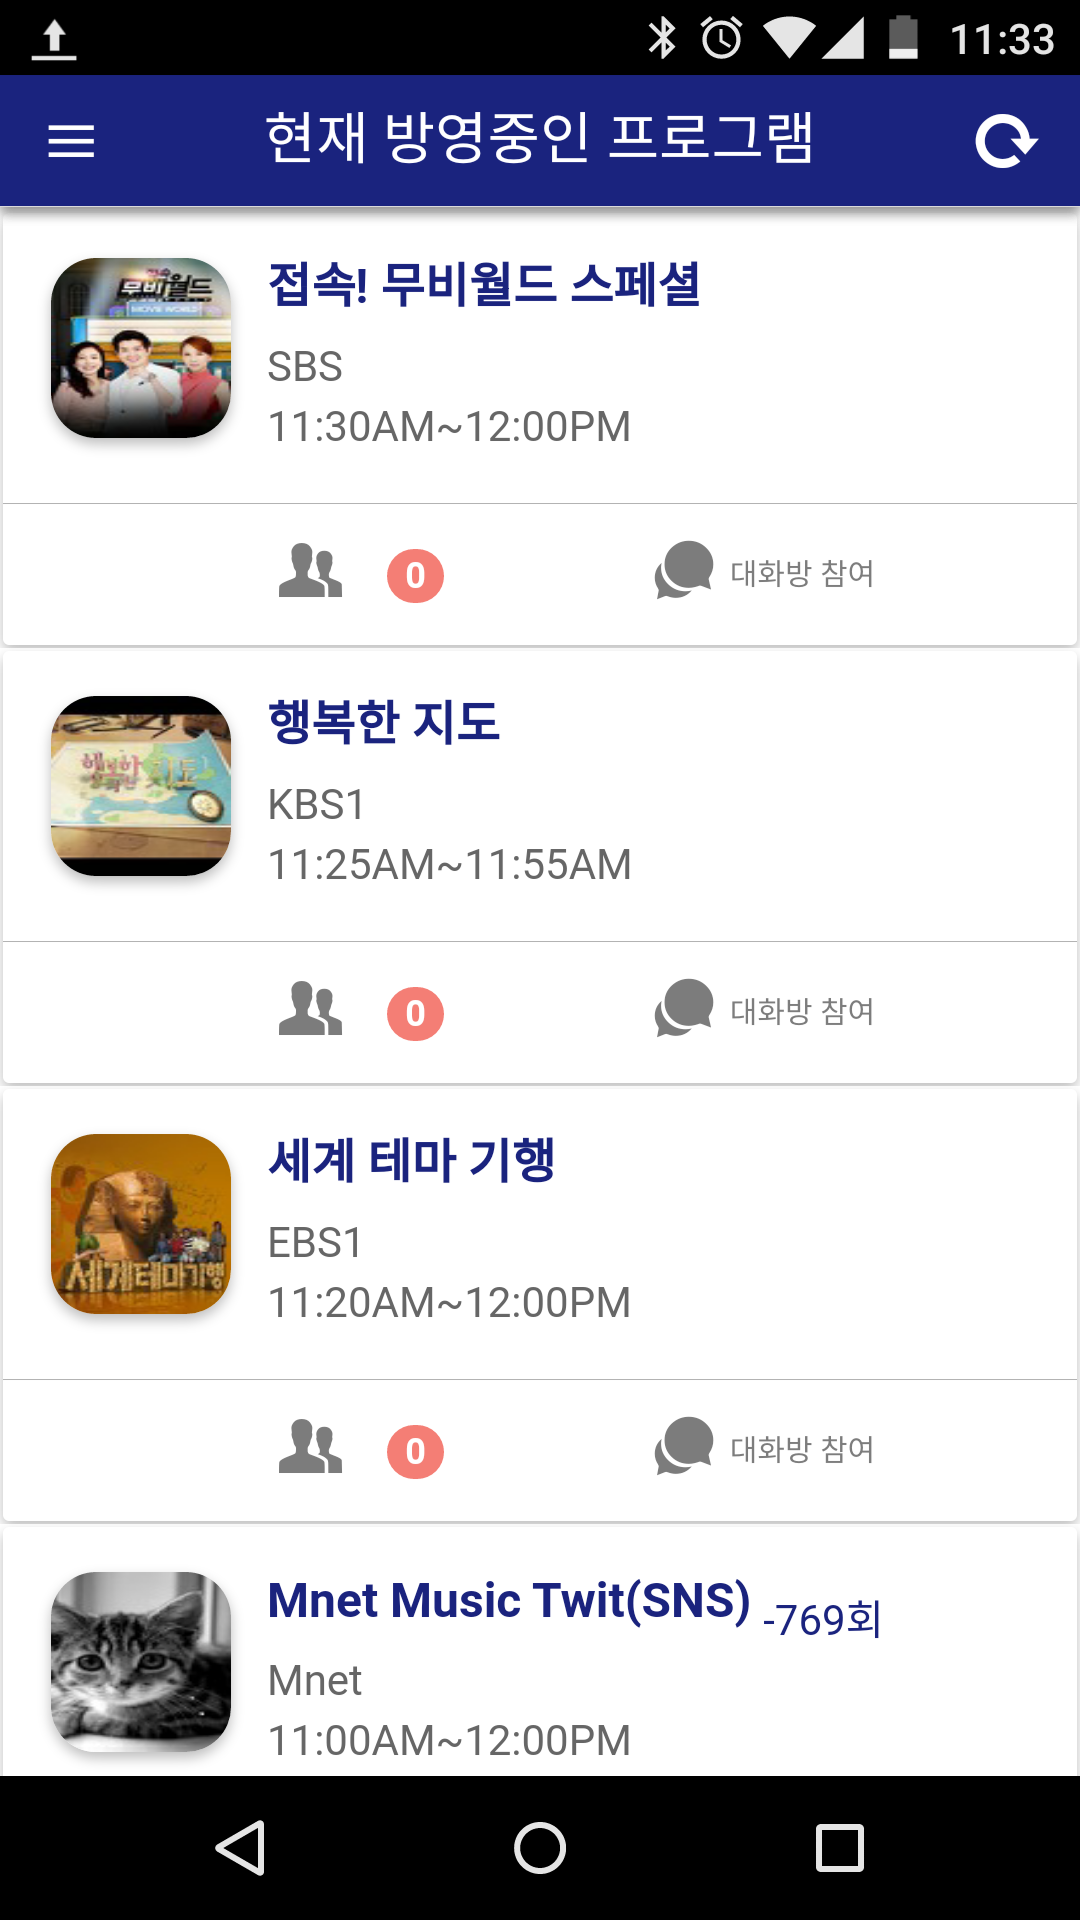 11:33
현재 방영중인 프로그램
무비월드
MOVIE WORLD
접속! 무비월드 스페셜
SBS
11:30AM~12:00PM
0
대화방 참여
행복한 지도
행복한 지도
KBS1
11:25AM~11:55AM
0
대화방 참여
세계테마기행
세계 테마 기행
EBS1
11:20AM~12:00PM
0
대화방 참여
Mnet Music Twit(SNS) -769회
Mnet
11:00AM~12:00PM